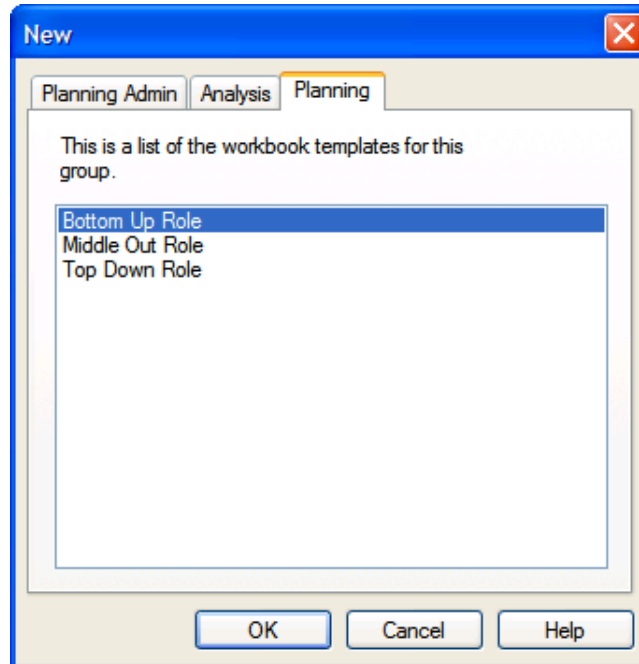 New
Planning Admin Analysis Planning
This is a list of the workbook templates for this
group.
Bottom Up Role
Middle Out Role
Top Down Role
OK Cancel Help